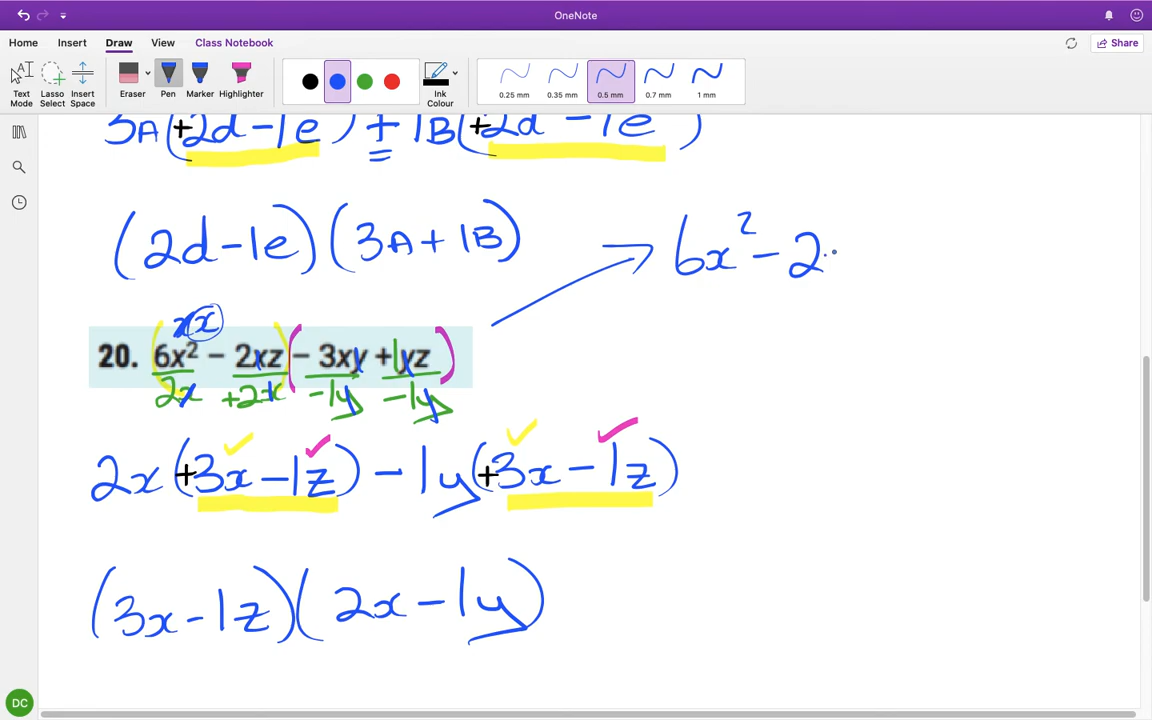 OneNote
Home Insert Draw View Class Notebook Share
Text Mode Lasso Select Insert Space Eraser Pen Marker Highlighter Ink Colour 0.25 mm 0.35 mm 0.5 mm 0.7 mm 1 mm
3A(+2d-1e) + 1B(+2d-1e)
(2d-1e)(3A+1B) → 6x² - 2
xx
20. (6x² - 2xz)(- 3xy + 1yz)
2x +2x -1y -1y
2x(+3x-1z) - 1y(+3x-1z)
(3x-1z)(2x-1y)
DC